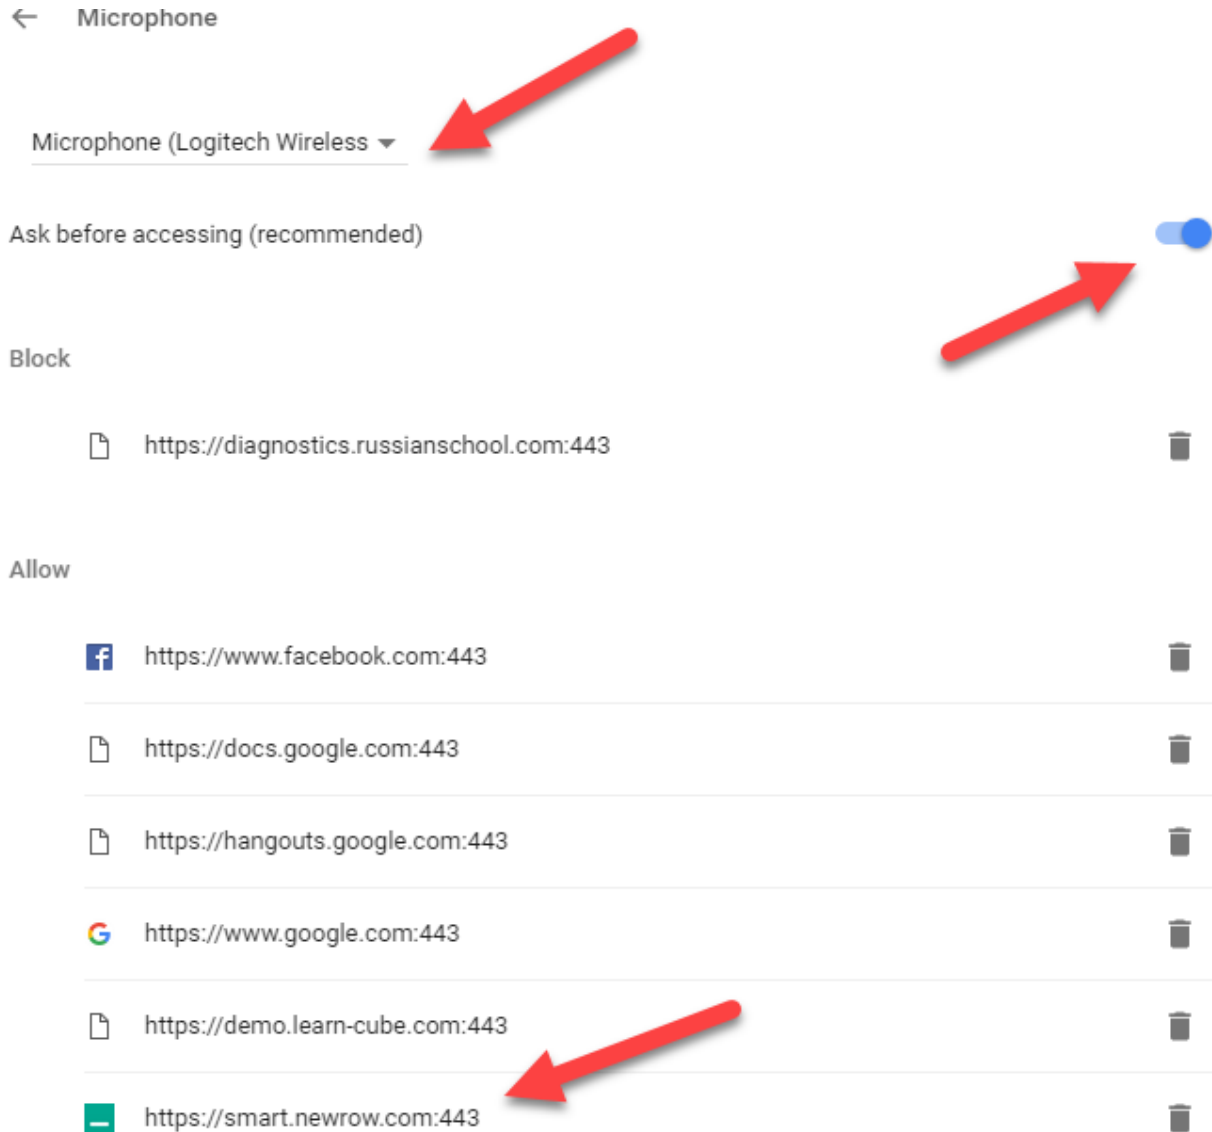 Microphone
Microphone (Logitech Wireless
Ask before accessing (recommended)
Block
https://diagnostics.russianschool.com:443
Allow
https://www.facebook.com:443
https://docs.google.com:443
https://hangouts.google.com:443
https://www.google.com:443
https://demo.learn-cube.com:443
https://smart.newrow.com:443